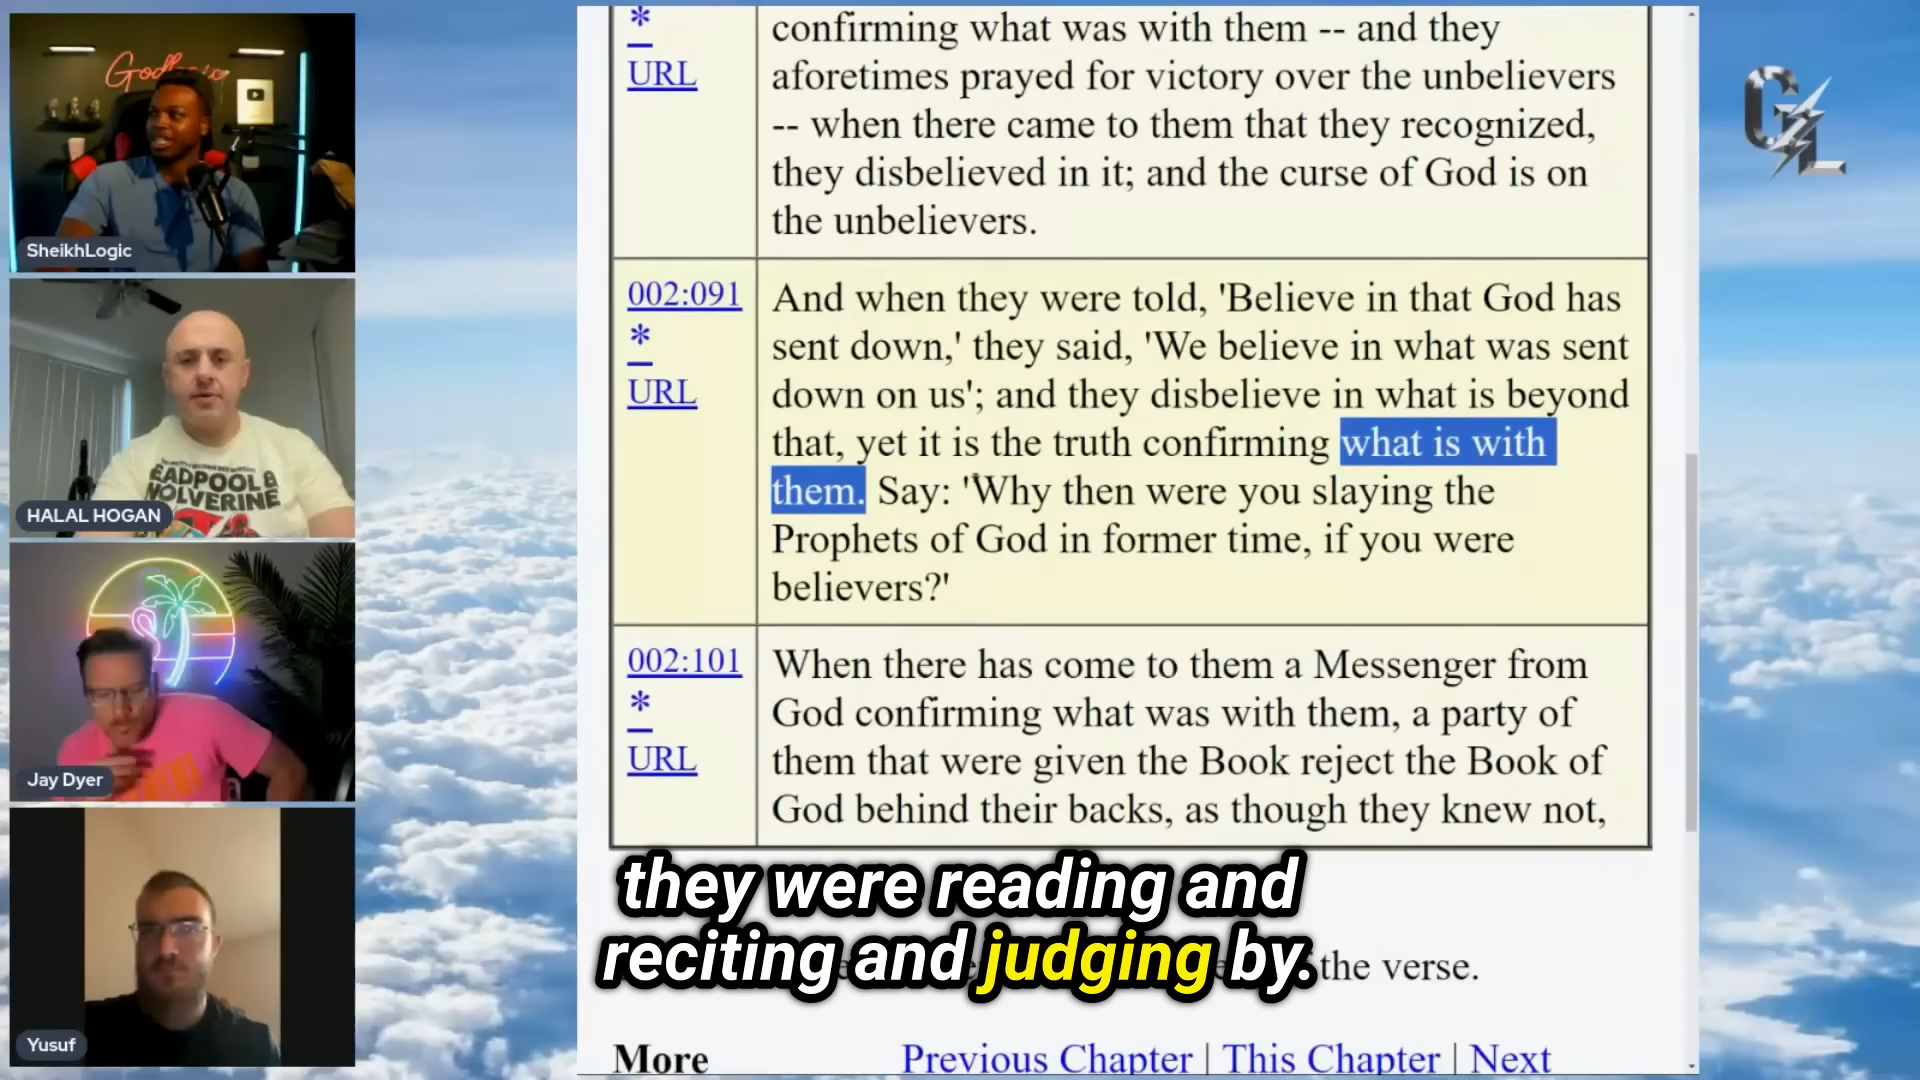 Godlogic
SheikhLogic
DEADPOOL &
WOLVERINE
HALAL HOGAN
Jay Dyer
Yusuf
*
URL
confirming what was with them -- and they
aforetimes prayed for victory over the unbelievers
-- when there came to them that they recognized,
they disbelieved in it; and the curse of God is on
the unbelievers.
002:091
*
URL
And when they were told, 'Believe in that God has
sent down,' they said, 'We believe in what was sent
down on us'; and they disbelieve in what is beyond
that, yet it is the truth confirming what is with
them. Say: 'Why then were you slaying the
Prophets of God in former time, if you were
believers?'
002:101
*
URL
When there has come to them a Messenger from
God confirming what was with them, a party of
them that were given the Book reject the Book of
God behind their backs, as though they knew not,
they were reading and
reciting and judging by.
the verse.
More
Previous Chapter | This Chapter | Next
GL